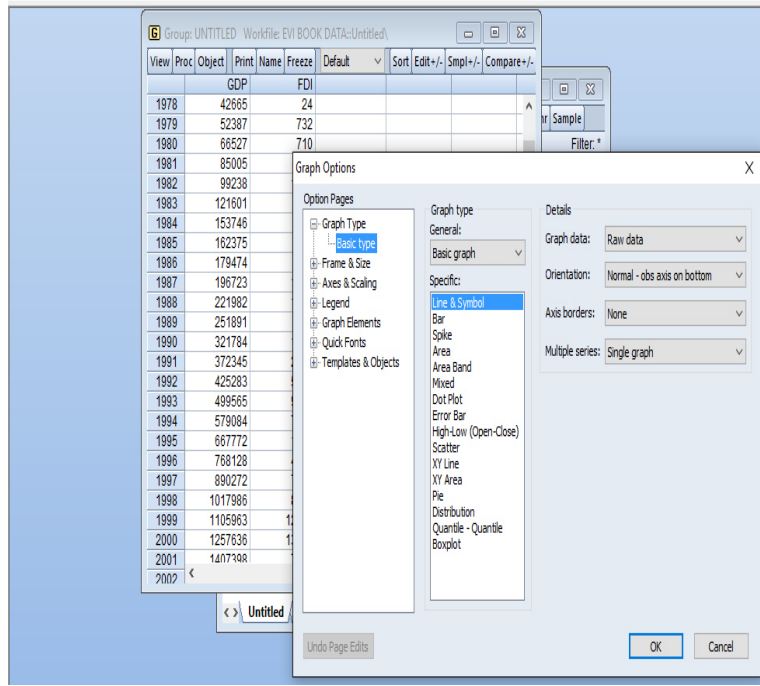 G Group: UNTITLED Workfile: EVI BOOK DATA::Untitled\
View Proc Object Print Name Freeze Default Sort Edit+/- Smpl+/- Compare+/-
GDP FDI
1978 42665 24
1979 52387 732
1980 66527 710
1981 85005
1982 99238
1983 121601
1984 153746
1985 162375
1986 179474
1987 196723
1988 221982
1989 251891
1990 321784
1991 372345
1992 425283
1993 499565
1994 579084
1995 667772
1996 768128
1997 890272
1998 1017986
1999 1105963
2000 1257636
2001 1407398
2002
Sample
Filter: *
Untitled
Graph Options
Option Pages
Graph Type
Basic type
Frame & Size
Axes & Scaling
Legend
Graph Elements
Quick Fonts
Templates & Objects
Graph type
General:
Basic graph
Specific:
Line & Symbol
Bar
Spike
Area
Area Band
Mixed
Dot Plot
Error Bar
High-Low (Open-Close)
Scatter
XY Line
XY Area
Pie
Distribution
Quantile - Quantile
Boxplot
Details
Graph data: Raw data
Orientation: Normal - obs axis on bottom
Axis borders: None
Multiple series: Single graph
Undo Page Edits
OK Cancel